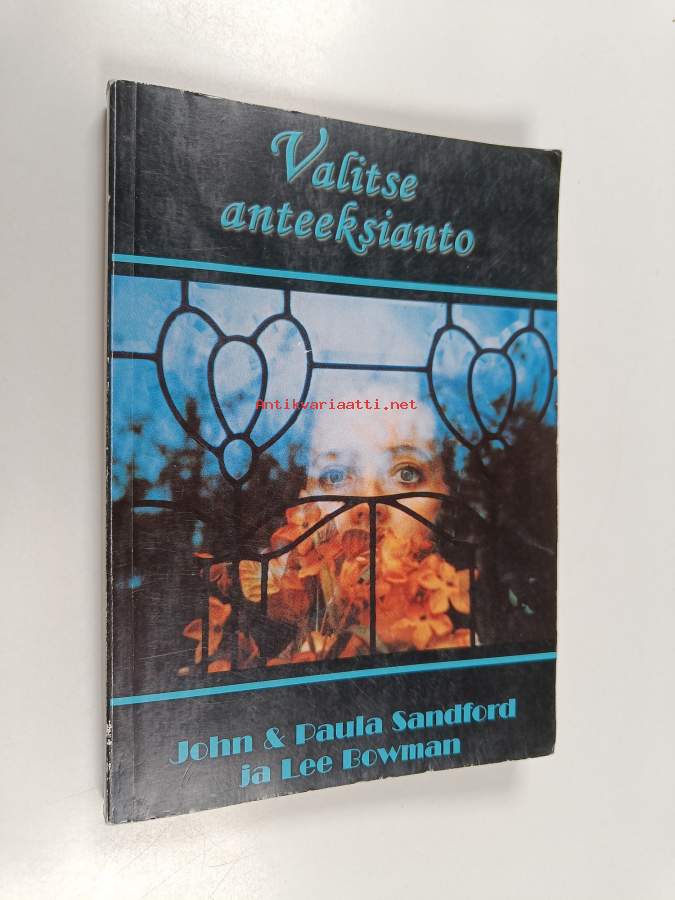 Valitse
anteeksianto
Antikvariaatti.net
John & Paula Sandford
ja Lee Bowman